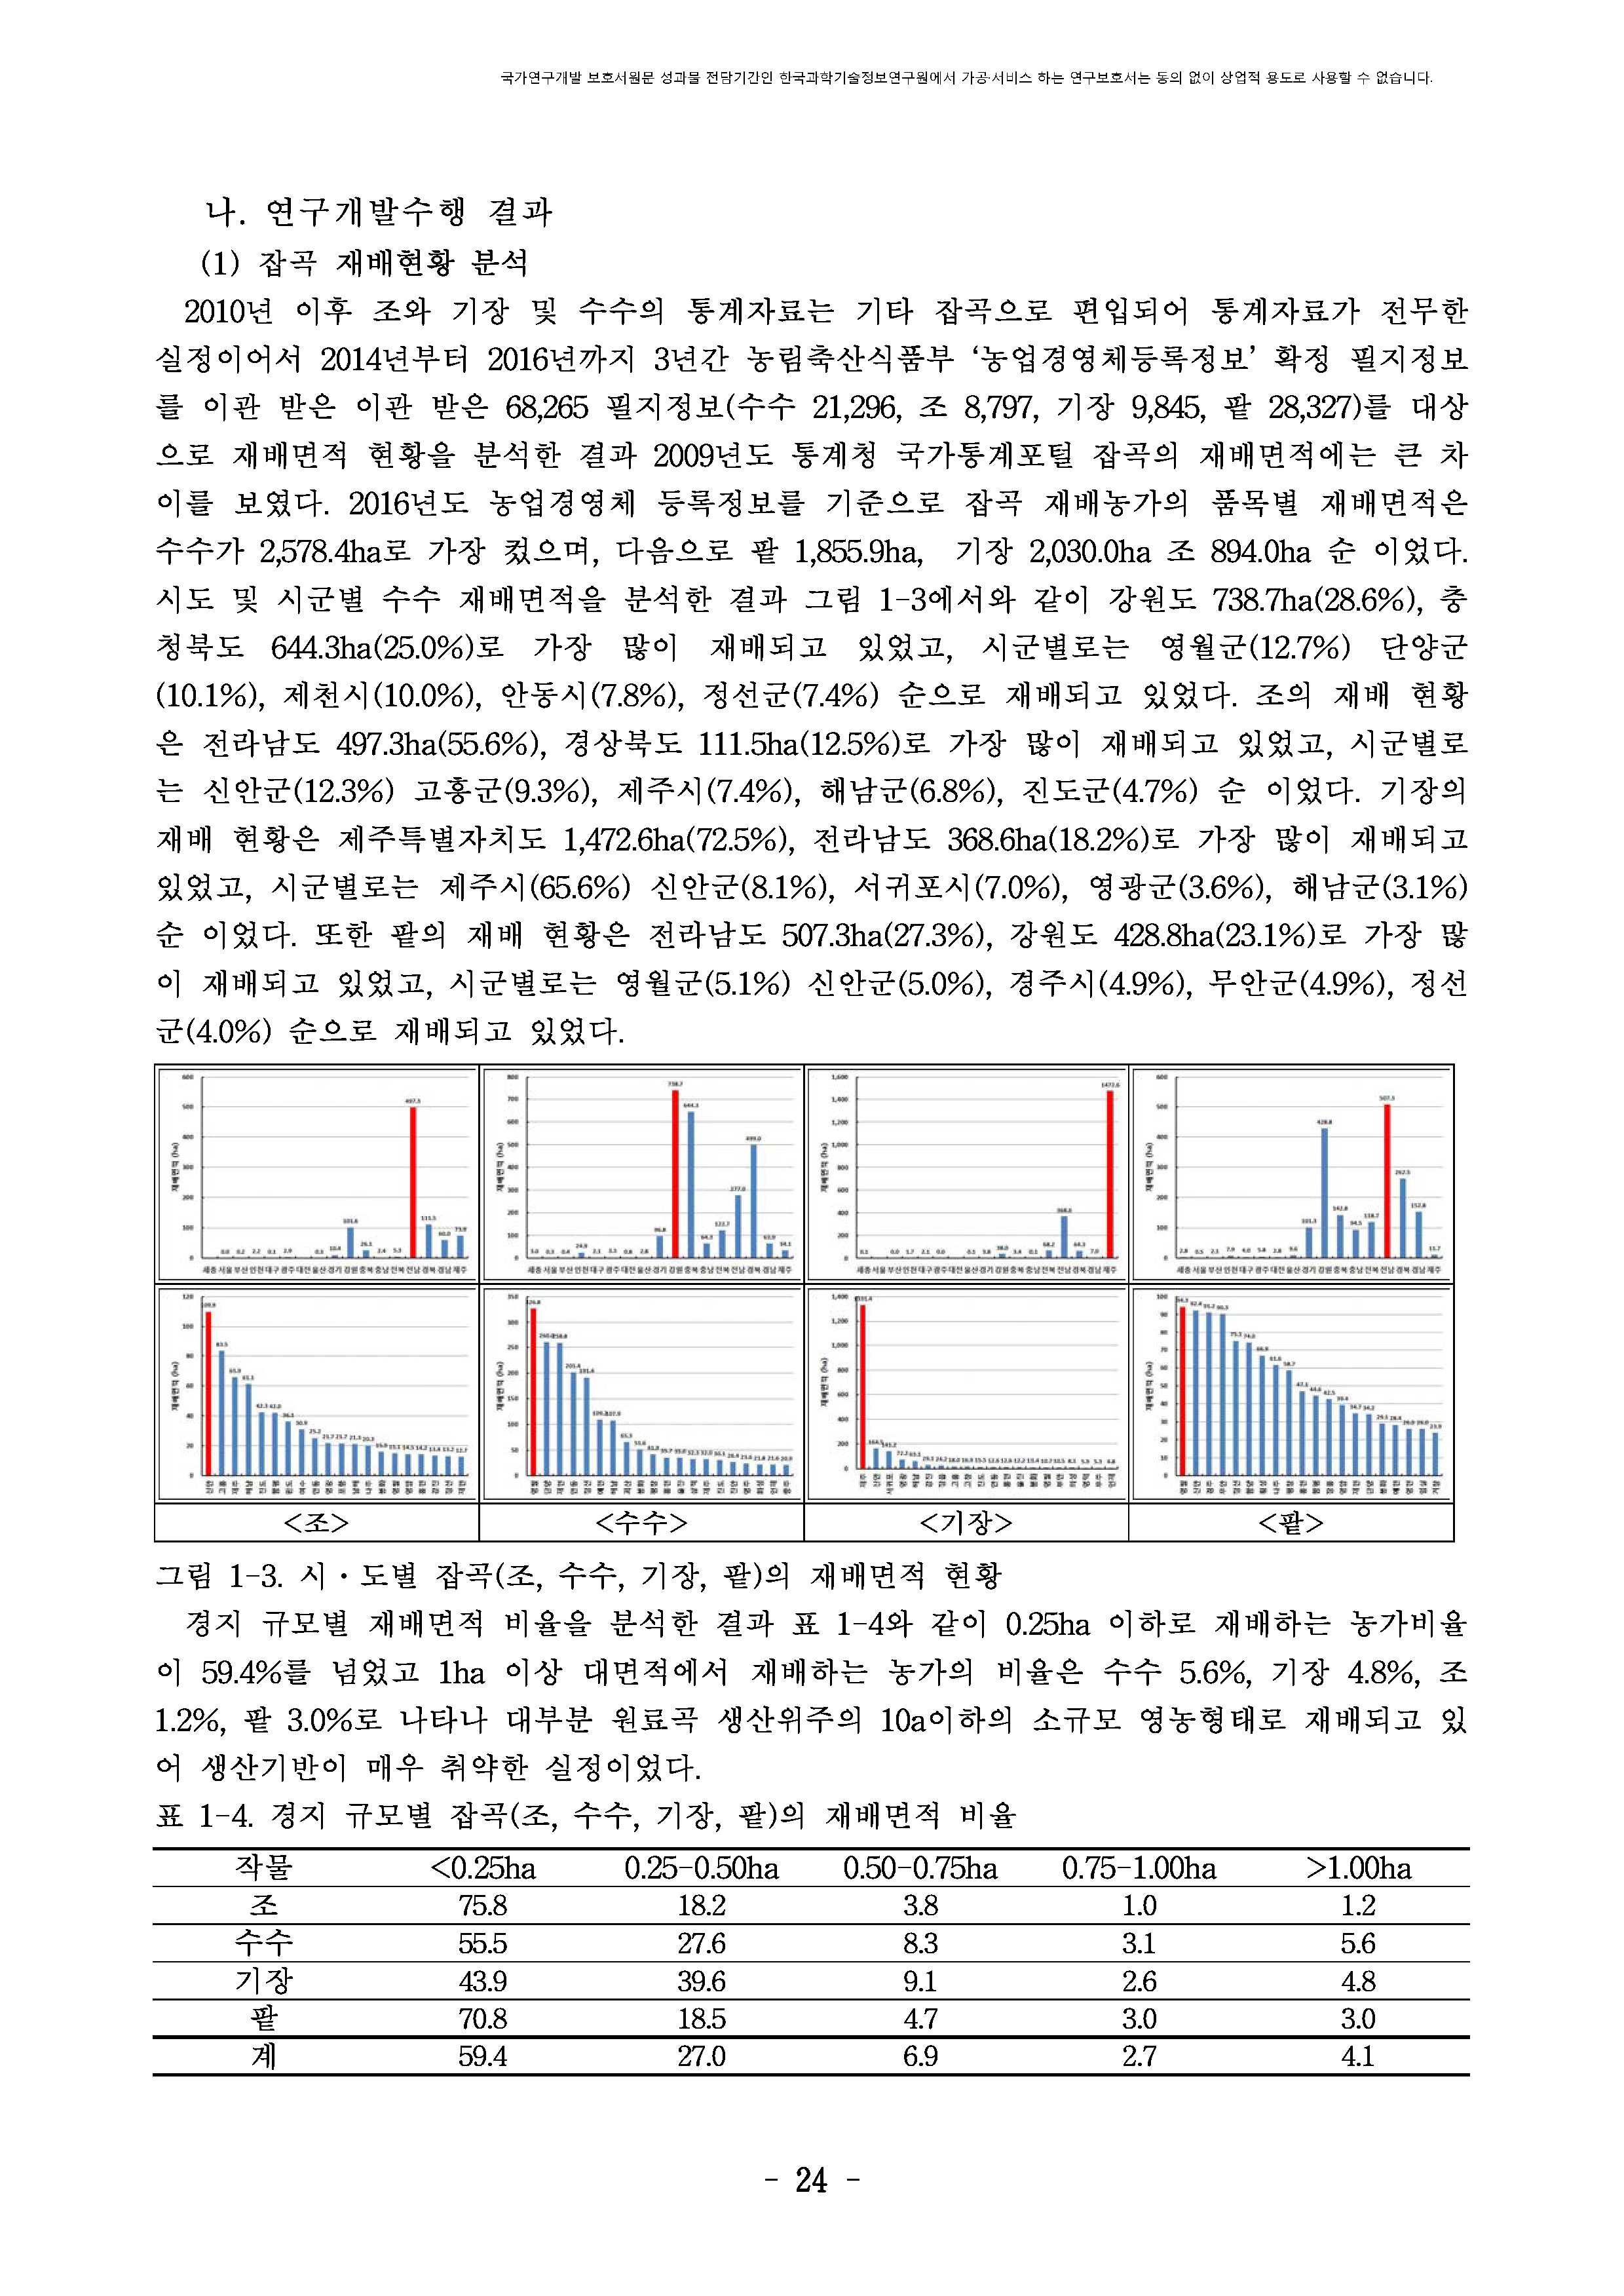 국가연구개발 보호서원문 성과물 전담기간인 한국과학기술정보연구원에서 가공·서비스 하는 연구보호서는 동의 없이 상업적 용도로 사용할 수 없습니다.
나. 연구개발수행 결과
(1) 잡곡 재배현황 분석
2010년 이후 조와 기장 및 수수의 통계자료는 기타 잡곡으로 편입되어 통계자료가 전무한
실정이어서 2014년부터 2016년까지 3년간 농림축산식품부 ‘농업경영체등록정보’ 확정 필지정보
를 이관 받은 이관 받은 68,265 필지정보(수수 21,296, 조 8,797, 기장 9,845, 팥 28,327)를 대상
으로 재배면적 현황을 분석한 결과 2009년도 통계청 국가통계포털 잡곡의 재배면적에는 큰 차
이를 보였다. 2016년도 농업경영체 등록정보를 기준으로 잡곡 재배농가의 품목별 재배면적은
수수가 2,578.4ha로 가장 컸으며, 다음으로 팥 1,855.9ha, 기장 2,030.0ha 조 894.0ha 순 이었다.
시도 및 시군별 수수 재배면적을 분석한 결과 그림 1-3에서와 같이 강원도 738.7ha(28.6%), 충
청북도 644.3ha(25.0%)로 가장 많이 재배되고 있었고, 시군별로는 영월군(12.7%) 단양군
(10.1%), 제천시(10.0%), 안동시(7.8%), 정선군(7.4%) 순으로 재배되고 있었다. 조의 재배 현황
은 전라남도 497.3ha(55.6%), 경상북도 111.5ha(12.5%)로 가장 많이 재배되고 있었고, 시군별로
는 신안군(12.3%) 고흥군(9.3%), 제주시(7.4%), 해남군(6.8%), 진도군(4.7%) 순 이었다. 기장의
재배 현황은 제주특별자치도 1,472.6ha(72.5%), 전라남도 368.6ha(18.2%)로 가장 많이 재배되고
있었고, 시군별로는 제주시(65.6%) 신안군(8.1%), 서귀포시(7.0%), 영광군(3.6%), 해남군(3.1%)
순 이었다. 또한 팥의 재배 현황은 전라남도 507.3ha(27.3%), 강원도 428.8ha(23.1%)로 가장 많
이 재배되고 있었고, 시군별로는 영월군(5.1%) 신안군(5.0%), 경주시(4.9%), 무안군(4.9%), 정선
군(4.0%) 순으로 재배되고 있었다.
<조> <수수> <기장> <팥>
그림 1-3. 시·도별 잡곡(조, 수수, 기장, 팥)의 재배면적 현황
경지 규모별 재배면적 비율을 분석한 결과 표 1-4와 같이 0.25ha 이하로 재배하는 농가비율
이 59.4%를 넘었고 1ha 이상 대면적에서 재배하는 농가의 비율은 수수 5.6%, 기장 4.8%, 조
1.2%, 팥 3.0%로 나타나 대부분 원료곡 생산위주의 10a이하의 소규모 영농형태로 재배되고 있
어 생산기반이 매우 취약한 실정이었다.
표 1-4. 경지 규모별 잡곡(조, 수수, 기장, 팥)의 재배면적 비율
작물 <0.25ha 0.25-0.50ha 0.50-0.75ha 0.75-1.00ha >1.00ha
조 75.8 18.2 3.8 1.0 1.2
수수 55.5 27.6 8.3 3.1 5.6
기장 43.9 39.6 9.1 2.6 4.8
팥 70.8 18.5 4.7 3.0 3.0
계 59.4 27.0 6.9 2.7 4.1
- 24 -